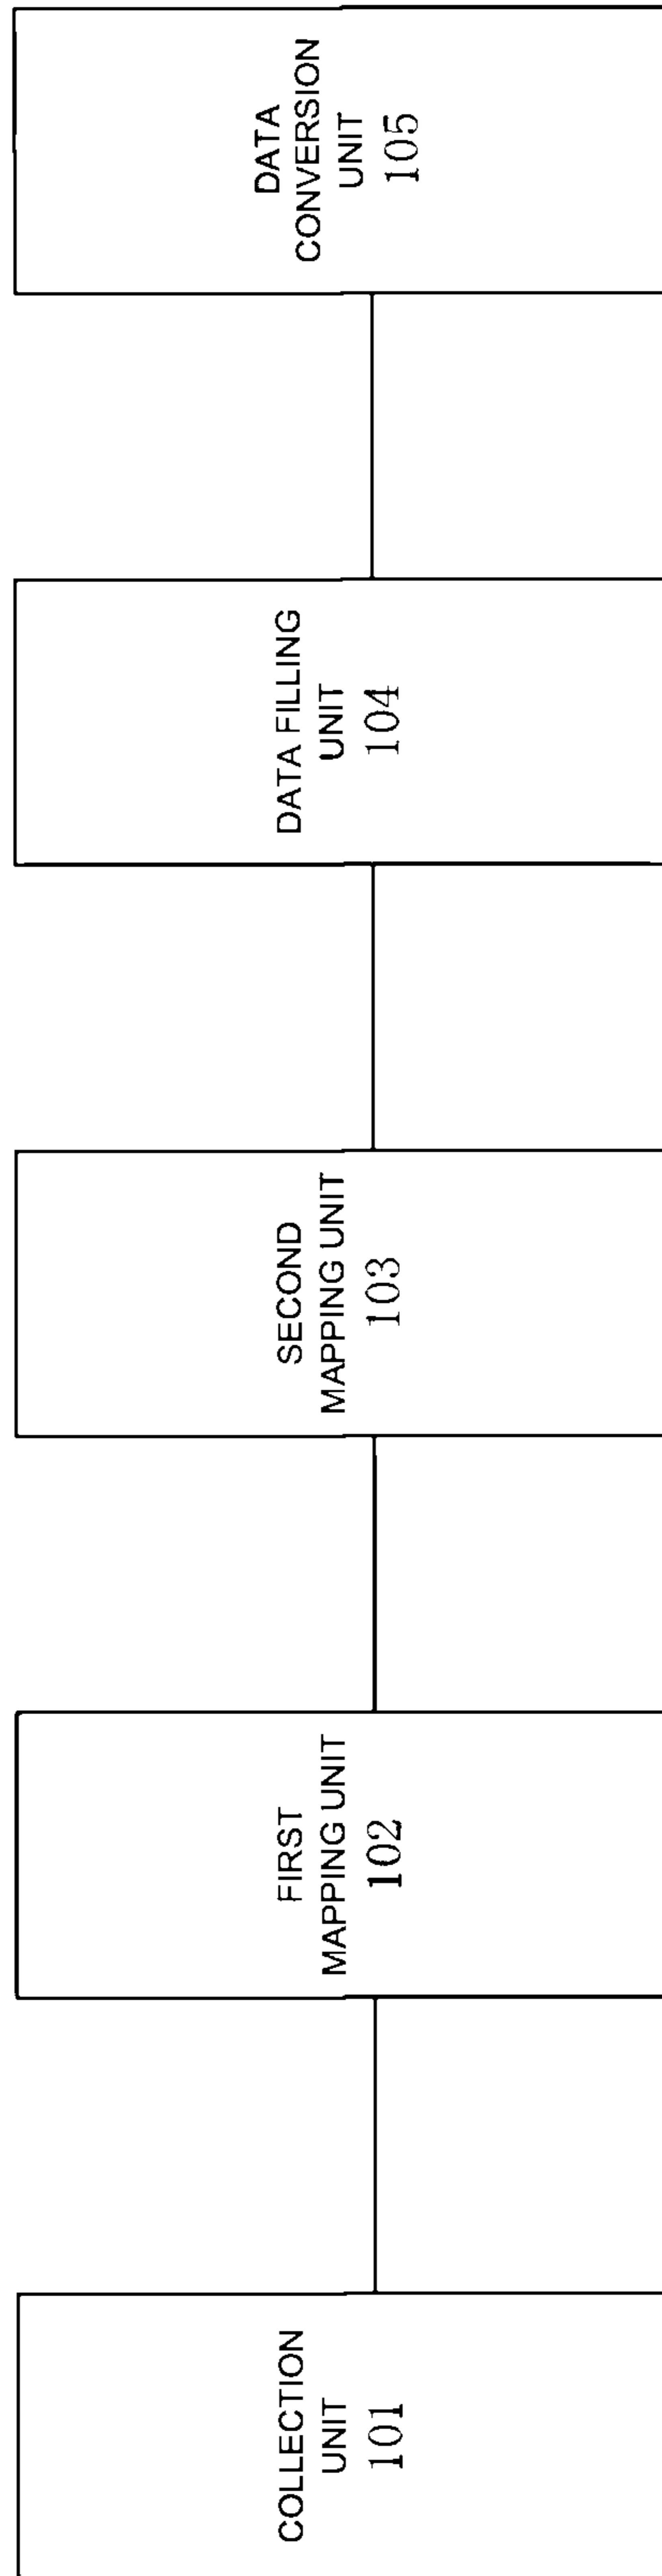 COLLECTION
UNIT
101
FIRST
MAPPING UNIT
102
SECOND
MAPPING UNIT
103
DATA FILLING
UNIT
104
DATA
CONVERSION
UNIT
105